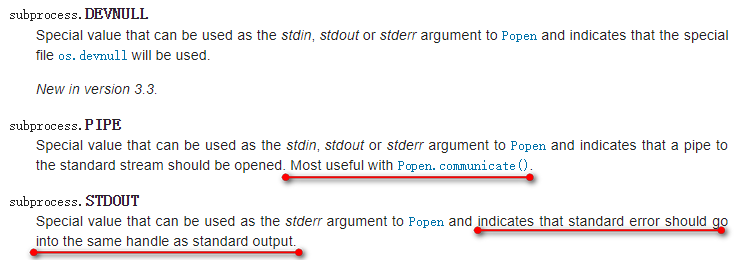 subprocess.DEVNULL
Special value that can be used as the stdin, stdout or stderr argument to Popen and indicates that the special
file os.devnull will be used.
New in version 3.3.
subprocess.PIPE
Special value that can be used as the stdin, stdout or stderr argument to Popen and indicates that a pipe to
the standard stream should be opened. Most useful with Popen.communicate().
subprocess.STDOUT
Special value that can be used as the stderr argument to Popen and indicates that standard error should go
into the same handle as standard output.